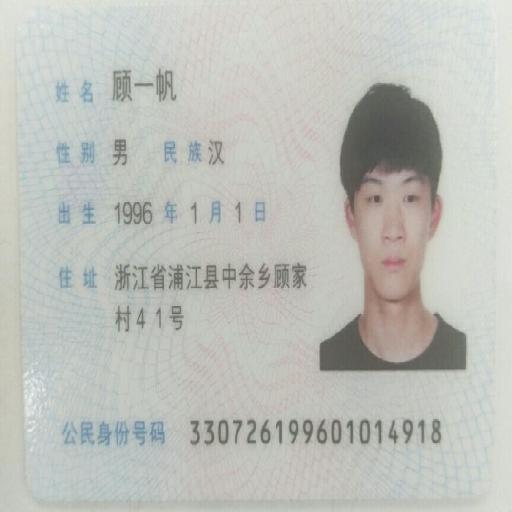 姓名 顾一帆
性别 男 民族 汉
出生 1996 年 1 月 1 日
住址 浙江省浦江县中余乡顾家
村41号
公民身份号码 330726199601014918